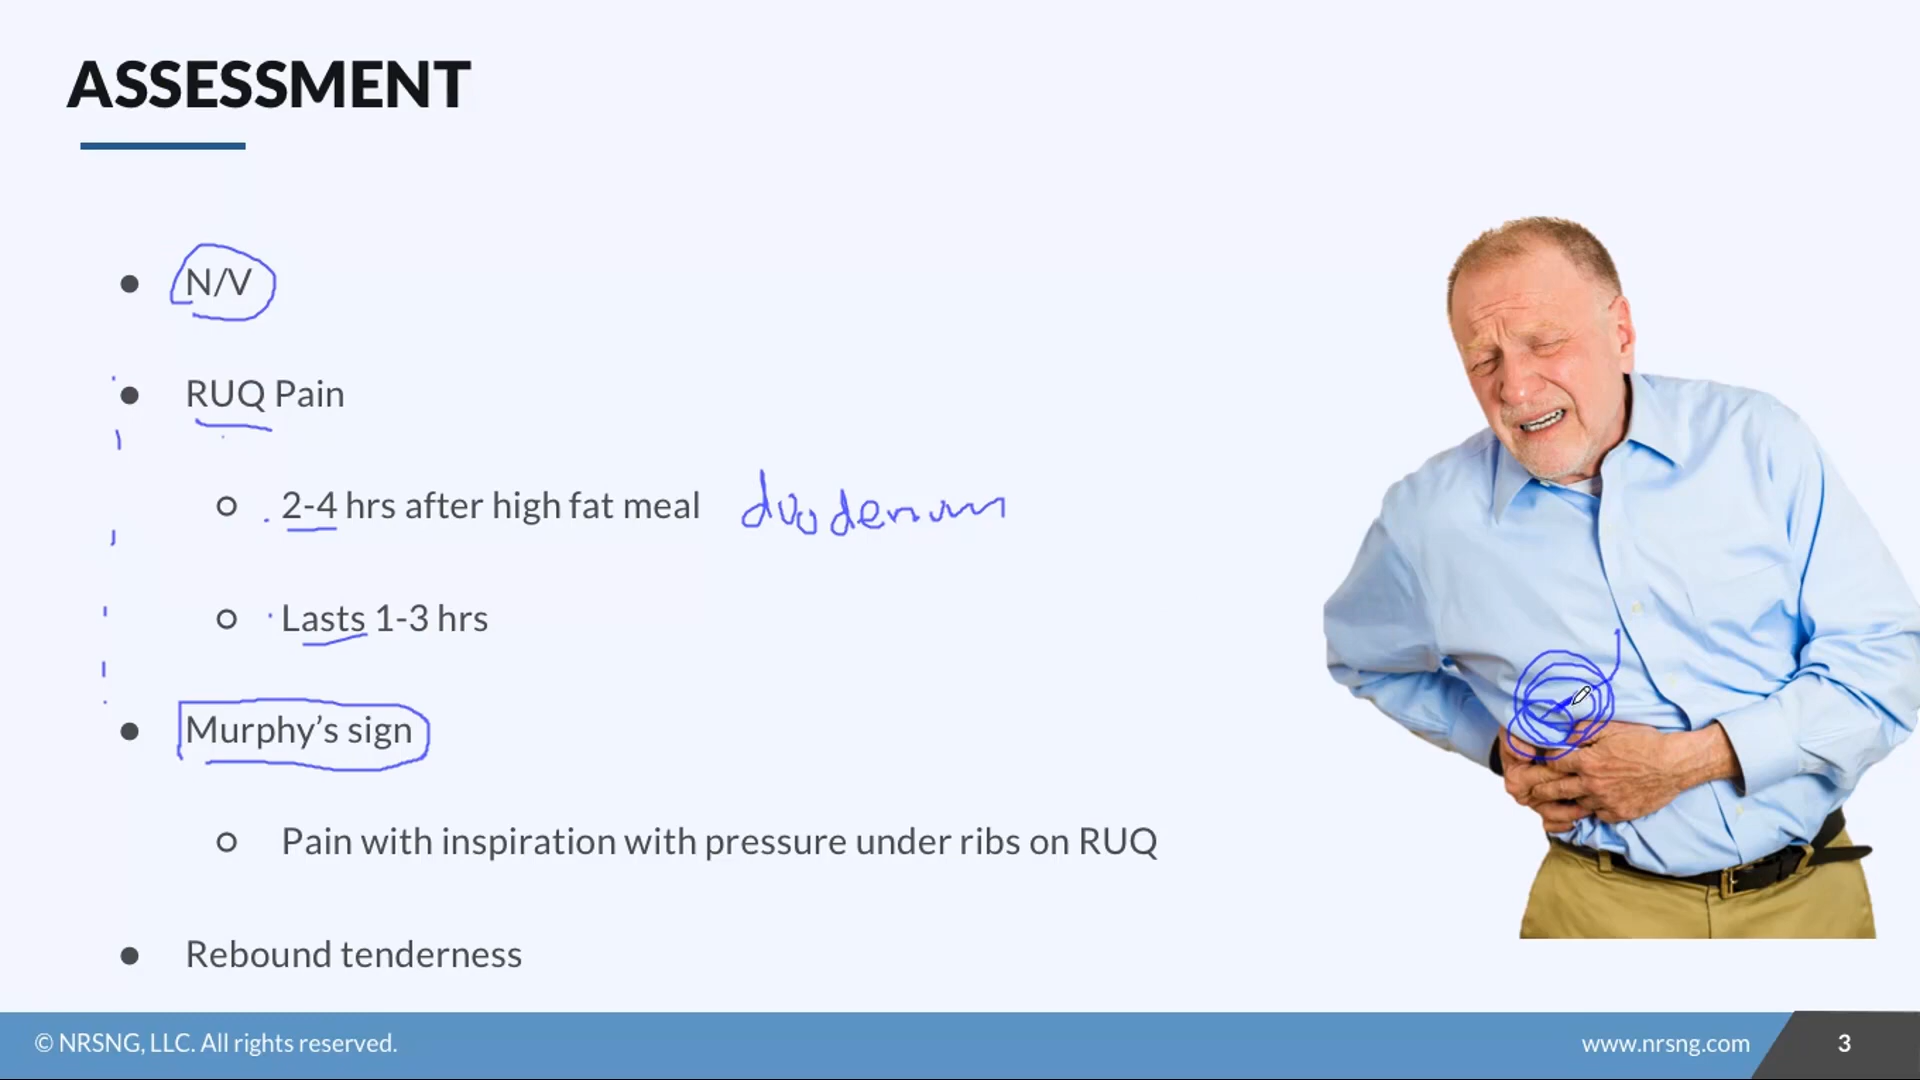 ASSESSMENT
● N/V
● RUQ Pain
○ 2-4 hrs after high fat meal duodenum
○ Lasts 1-3 hrs
● Murphy’s sign
○ Pain with inspiration with pressure under ribs on RUQ
● Rebound tenderness
© NRSNG, LLC. All rights reserved. www.nrsng.com 3